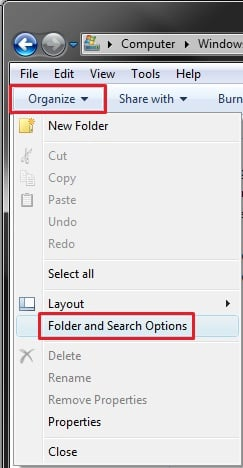 Computer Windows
File Edit View Tools Help
Organize Share with Burn
New Folder
Cut
Copy
Paste
Undo
Redo
Select all
Layout
Folder and Search Options
Delete
Rename
Remove Properties
Properties
Close